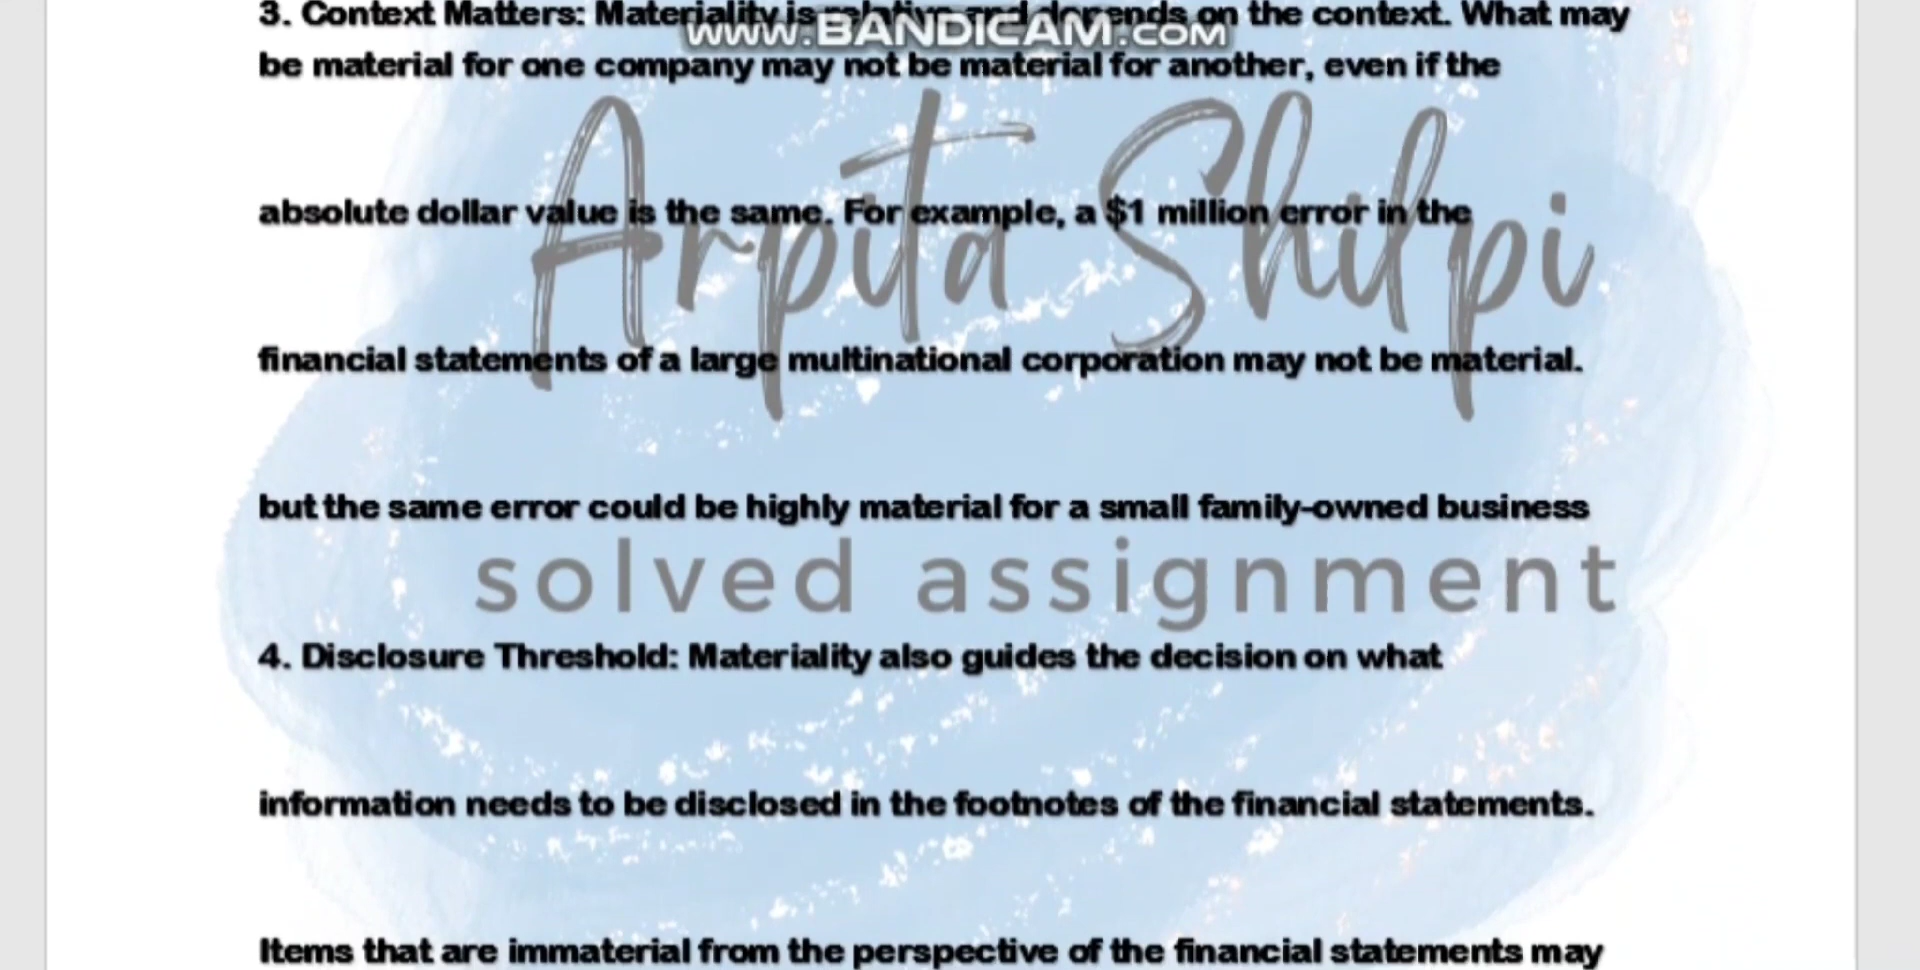 3. Context Matters: Materiality is relative and depends on the context. What may
www.BANDICAM.com
be material for one company may not be material for another, even if the
Arpita Shilpi
absolute dollar value is the same. For example, a $1 million error in the
financial statements of a large multinational corporation may not be material.
but the same error could be highly material for a small family-owned business
solved assignment
4. Disclosure Threshold: Materiality also guides the decision on what
information needs to be disclosed in the footnotes of the financial statements.
Items that are immaterial from the perspective of the financial statements may